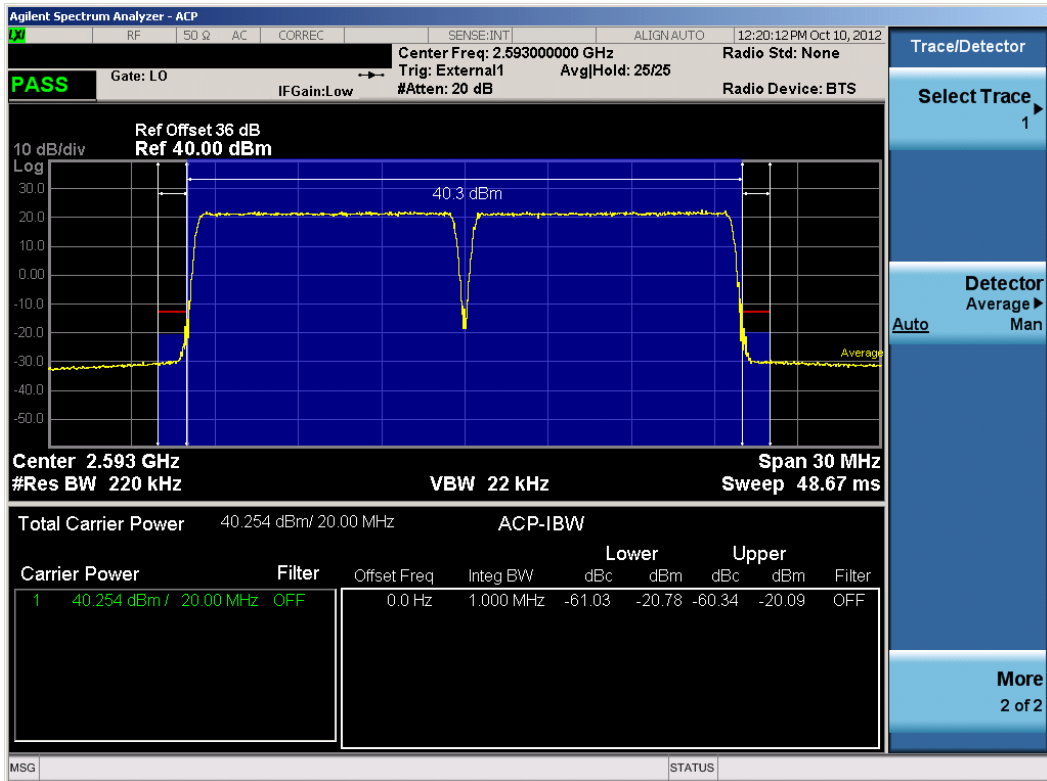 Agilent Spectrum Analyzer - ACP
LXI RF 50 Ω AC CORREC SENSE:INT ALIGN AUTO 12:20:12 PM Oct 10, 2012
Center Freq: 2.593000000 GHz Radio Std: None
PASS Gate: LO Trig: External1 Avg|Hold: 25/25
IFGain:Low #Atten: 20 dB Radio Device: BTS
Ref Offset 36 dB
10 dB/div Ref 40.00 dBm
Log
30.0
40.3 dBm
20.0
10.0
0.00
-10.0
-20.0
-30.0
Average
-40.0
-50.0
Center 2.593 GHz Span 30 MHz
#Res BW 220 kHz VBW 22 kHz Sweep 48.67 ms
Total Carrier Power 40.254 dBm/ 20.00 MHz ACP-IBW
Lower Upper
Carrier Power Filter Offset Freq Integ BW dBc dBm dBc dBm Filter
1 40.254 dBm / 20.00 MHz OFF 0.0 Hz 1.000 MHz -61.03 -20.78 -60.34 -20.09 OFF
MSG STATUS
Trace/Detector
Select Trace
1
Detector
Average
Auto Man
More
2 of 2